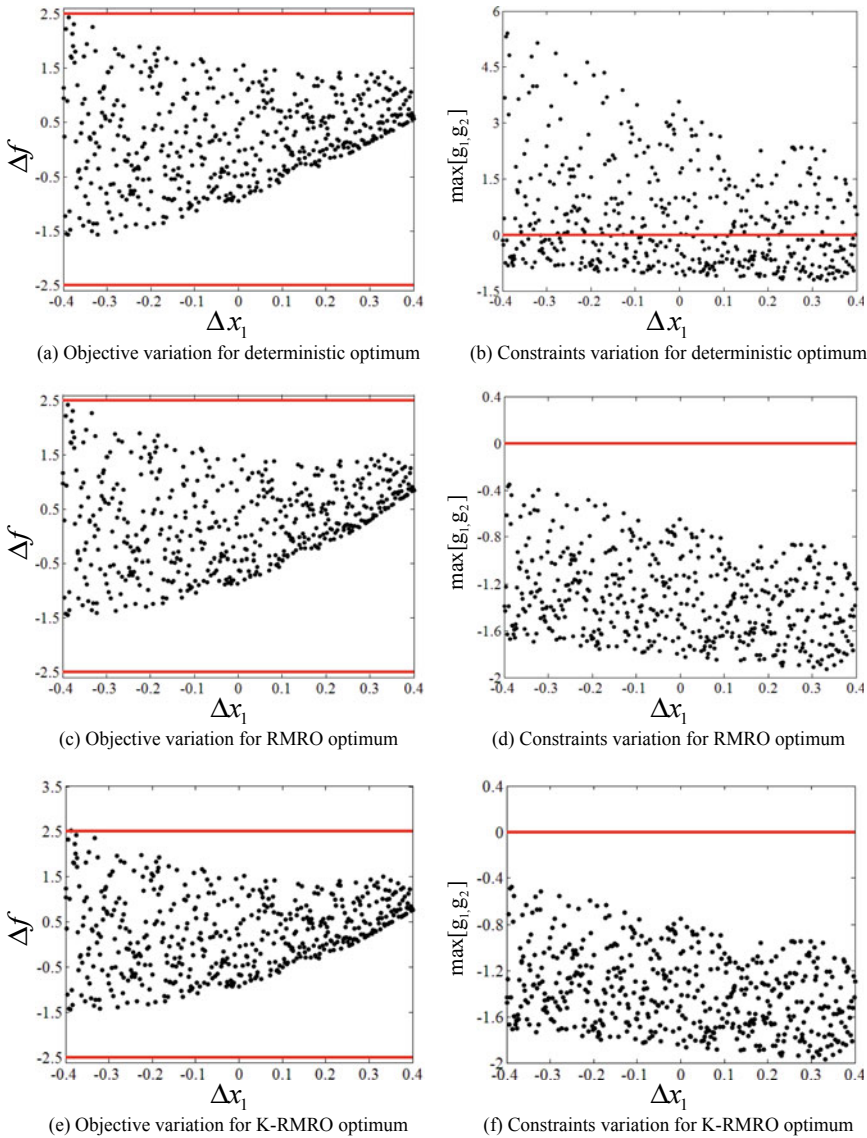 2.5
1.5
0.5
-0.5
-1.5
-2.5
Δf
-0.4 -0.3 -0.2 -0.1 0 0.1 0.2 0.3 0.4
Δx1
(a) Objective variation for deterministic optimum
6
4.5
3
1.5
0
-1.5
max[g1,g2]
-0.4 -0.3 -0.2 -0.1 0 0.1 0.2 0.3 0.4
Δx1
(b) Constraints variation for deterministic optimum
2.5
1.5
0.5
-0.5
-1.5
-2.5
Δf
-0.4 -0.3 -0.2 -0.1 0 0.1 0.2 0.3 0.4
Δx1
(c) Objective variation for RMRO optimum
0.4
0
-0.4
-0.8
-1.2
-1.6
-2
max[g1,g2]
-0.4 -0.3 -0.2 -0.1 0 0.1 0.2 0.3 0.4
Δx1
(d) Constraints variation for RMRO optimum
3.5
2.5
1.5
0.5
-0.5
-1.5
-2.5
Δf
-0.4 -0.3 -0.2 -0.1 0 0.1 0.2 0.3 0.4
Δx1
(e) Objective variation for K-RMRO optimum
0.4
0
-0.4
-0.8
-1.2
-1.6
-2
max[g1,g2]
-0.4 -0.3 -0.2 -0.1 0 0.1 0.2 0.3 0.4
Δx1
(f) Constraints variation for K-RMRO optimum